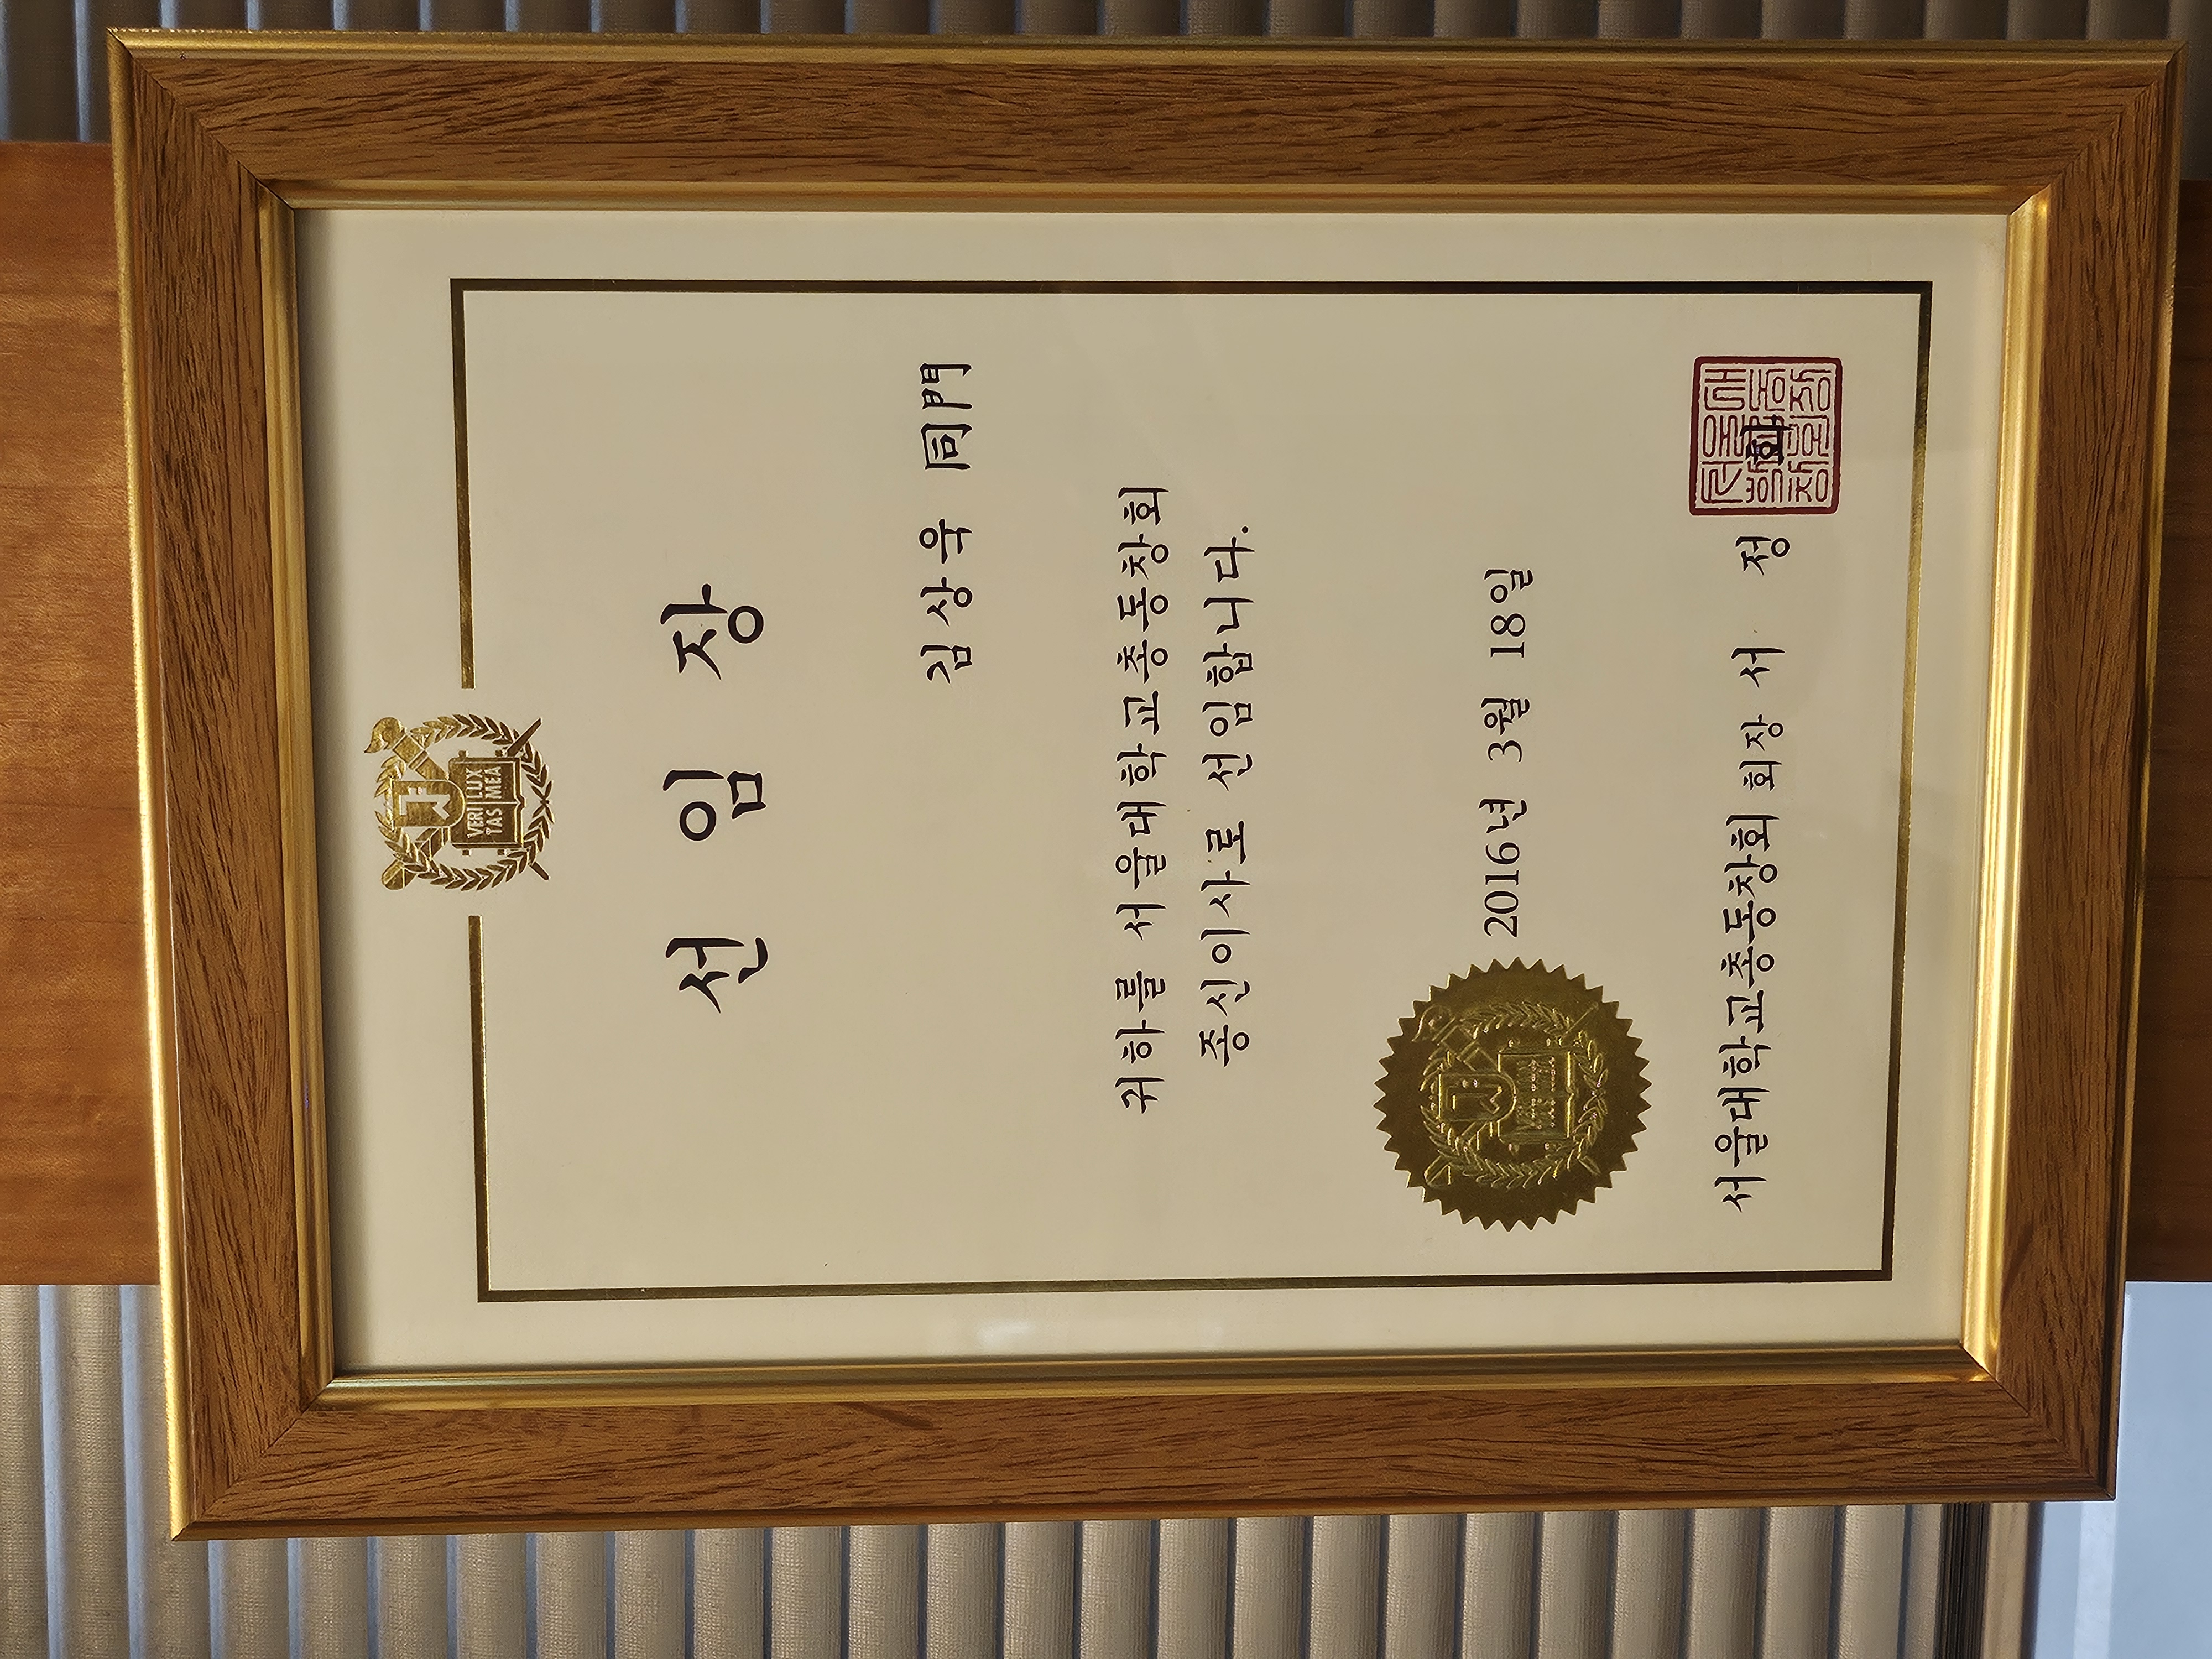 VERI LUX
TAS MEA
선 임 장
김상욱 同門
귀하를 서울대학교총동창회
종신이사로 선임합니다.
2016년 3월 18일
서울대학교총동창회 회장 서 정 회